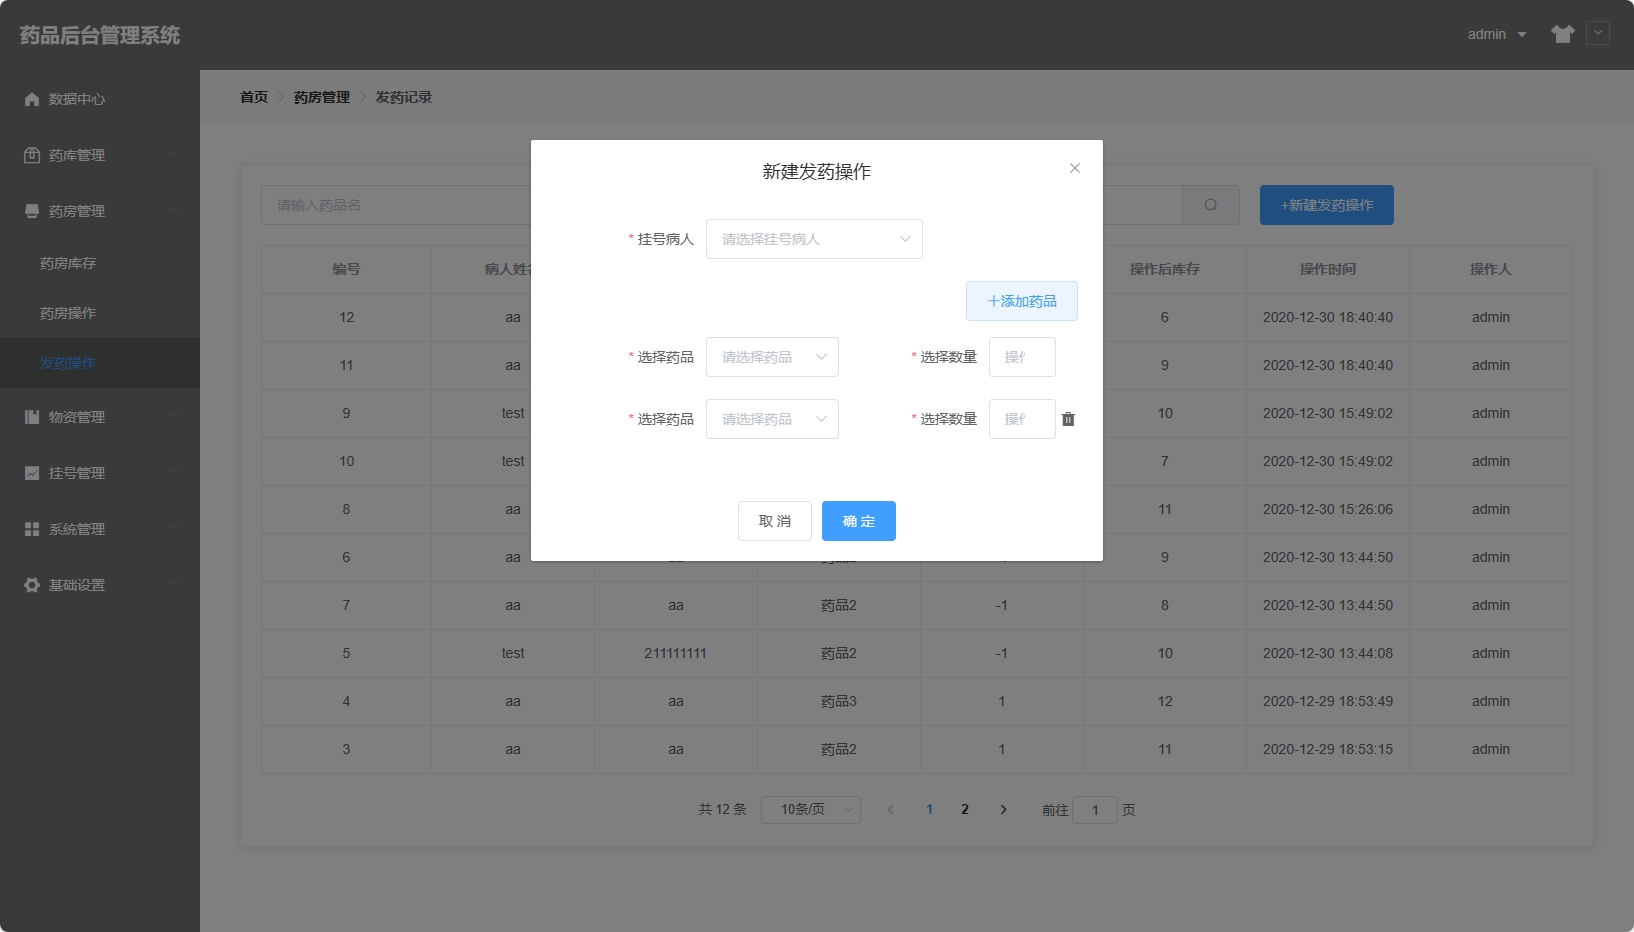 药品后台管理系统
admin
数据中心
药库管理
药房管理
药房库存
药房操作
发药操作
物资管理
挂号管理
系统管理
基础设置
首页 药房管理 发药记录
请输入药品名
+新建发药操作
新建发药操作
*挂号病人 请选择挂号病人
+添加药品
*选择药品 请选择药品 *选择数量 操作
*选择药品 请选择药品 *选择数量 操作
取 消 确 定
编号 病人姓名 操作后库存 操作时间 操作人
12 aa 6 2020-12-30 18:40:40 admin
11 aa 9 2020-12-30 18:40:40 admin
9 test 10 2020-12-30 15:49:02 admin
10 test 7 2020-12-30 15:49:02 admin
8 aa 11 2020-12-30 15:26:06 admin
6 aa 9 2020-12-30 13:44:50 admin
7 aa aa 药品2 -1 8 2020-12-30 13:44:50 admin
5 test 211111111 药品2 -1 10 2020-12-30 13:44:08 admin
4 aa aa 药品3 1 12 2020-12-29 18:53:49 admin
3 aa aa 药品2 1 11 2020-12-29 18:53:15 admin
共 12 条 10条/页 1 2 前往 1 页